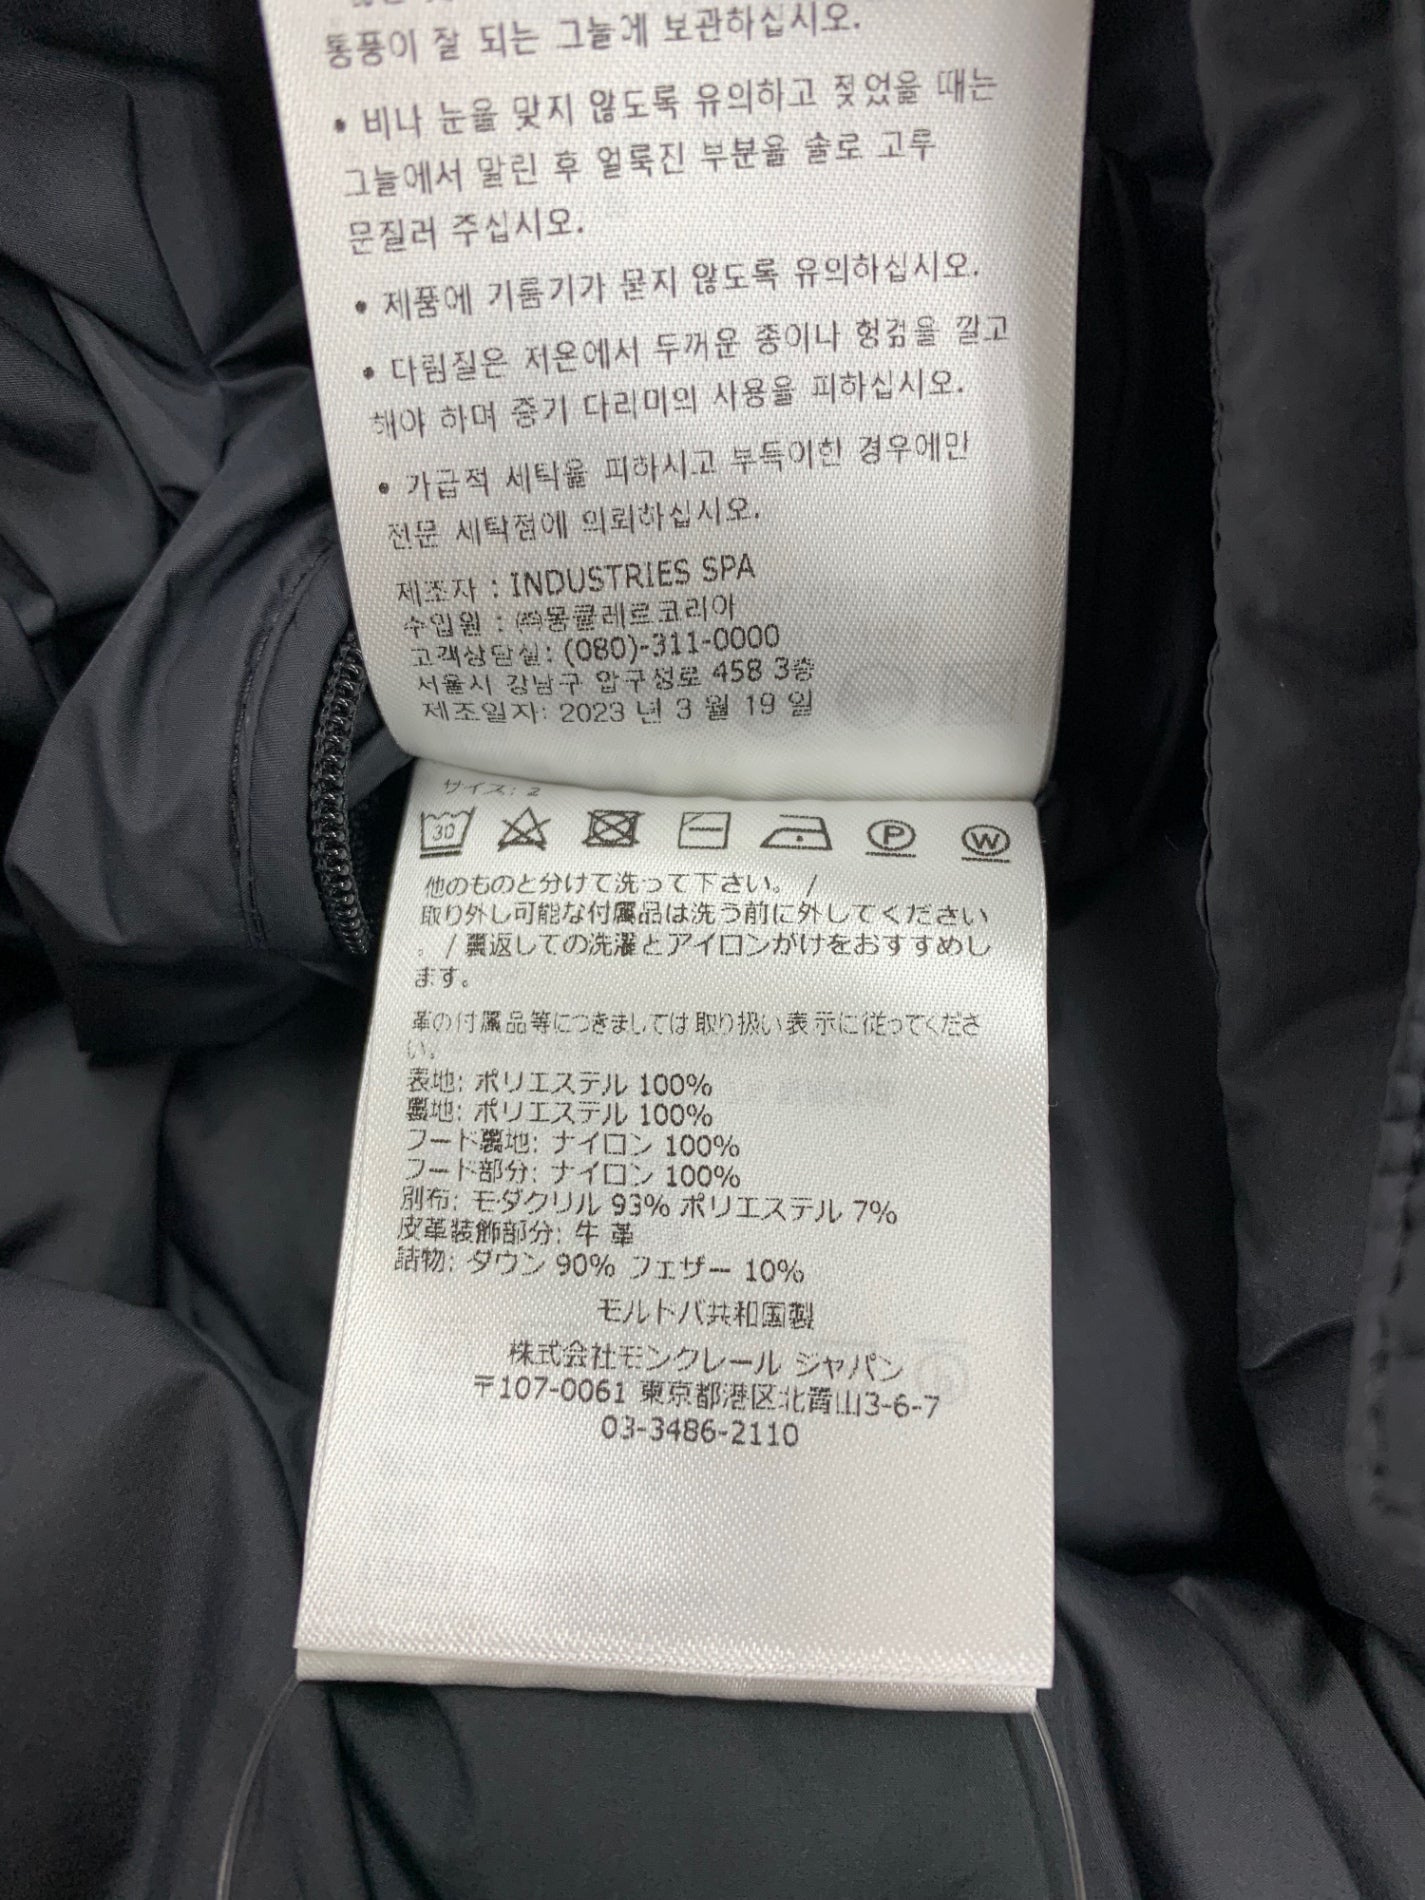 통풍이 잘 되는 그늘에 보관하십시오.
• 비나 눈을 맞지 않도록 유의하고 젖었을 때는
그늘에서 말린 후 얼룩진 부분을 솔로 고루
문질러 주십시오.
• 제품에 기름기가 묻지 않도록 유의하십시오.
• 다림질은 저온에서 두꺼운 종이나 헝겊을 깔고
해야 하며 증기 다리미의 사용을 피하십시오.
• 가급적 세탁을 피하시고 부득이한 경우에만
전문 세탁점에 의뢰하십시오.
제조자 : INDUSTRIES SPA
수입원 : ㈜몽클레르코리아
고객상담실: (080)-311-0000
서울시 강남구 압구정로 458 3층
제조일자: 2023 년 3 월 19 일
サイズ: 2
30 P W
他のものと分けて洗って下さい。 /
取り外し可能な付属品は洗う前に外してください
。 / 裏返しての洗濯とアイロンがけをおすすめし
ます。
革の付属品等につきましては取り扱い表示に従ってくださ
い。
表地: ポリエステル 100%
裏地: ポリエステル 100%
フード裏地: ナイロン 100%
フード部分: ナイロン 100%
別布: モダクリル 93% ポリエステル 7%
皮革装飾部分: 牛 革
詰物: ダウン 90% フェザー 10%
モルドバ共和国製
株式会社モンクレール ジャパン
〒107-0061 東京都港区北青山3-6-7
03-3486-2110